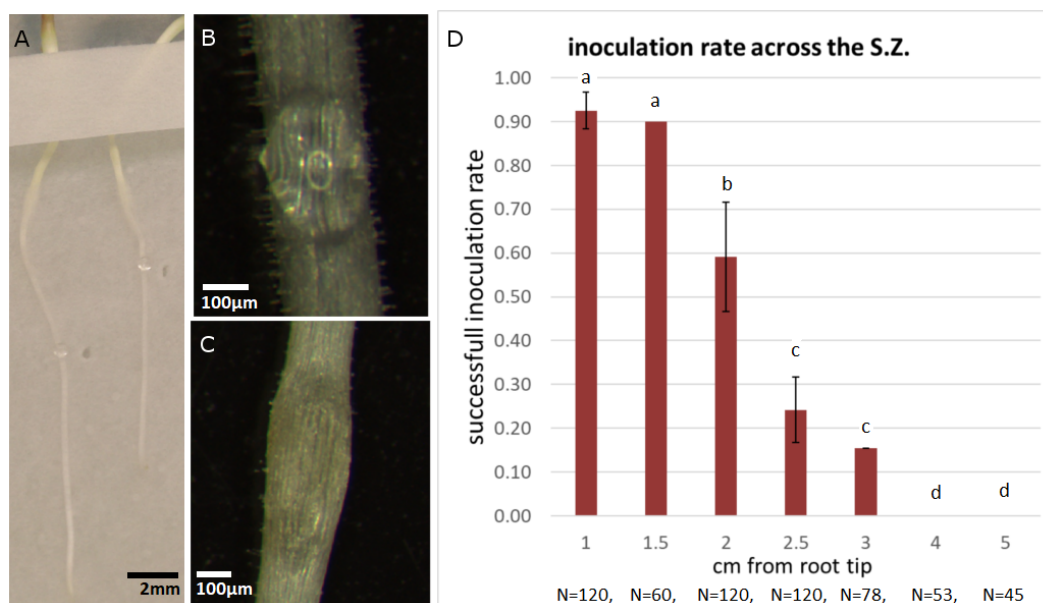 A
2mm
B
100µm
C
100µm
D
inoculation rate across the S.Z.
successfull inoculation rate
1.00
0.90
0.80
0.70
0.60
0.50
0.40
0.30
0.20
0.10
0.00
a
a
b
c
c
d
d
1 1.5 2 2.5 3 4 5
cm from root tip
N=120, N=60, N=120, N=120, N=78, N=53, N=45